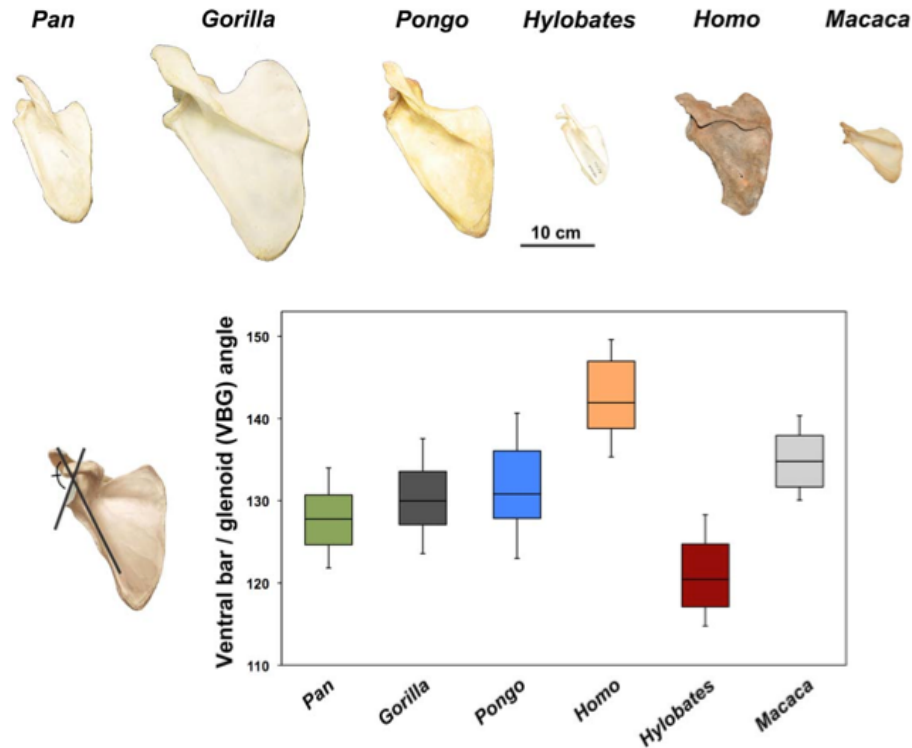 Pan Gorilla Pongo Hylobates Homo Macaca
10 cm
Ventral bar / glenoid (VBG) angle
150
140
130
120
110
Pan
Gorilla
Pongo
Homo
Hylobates
Macaca